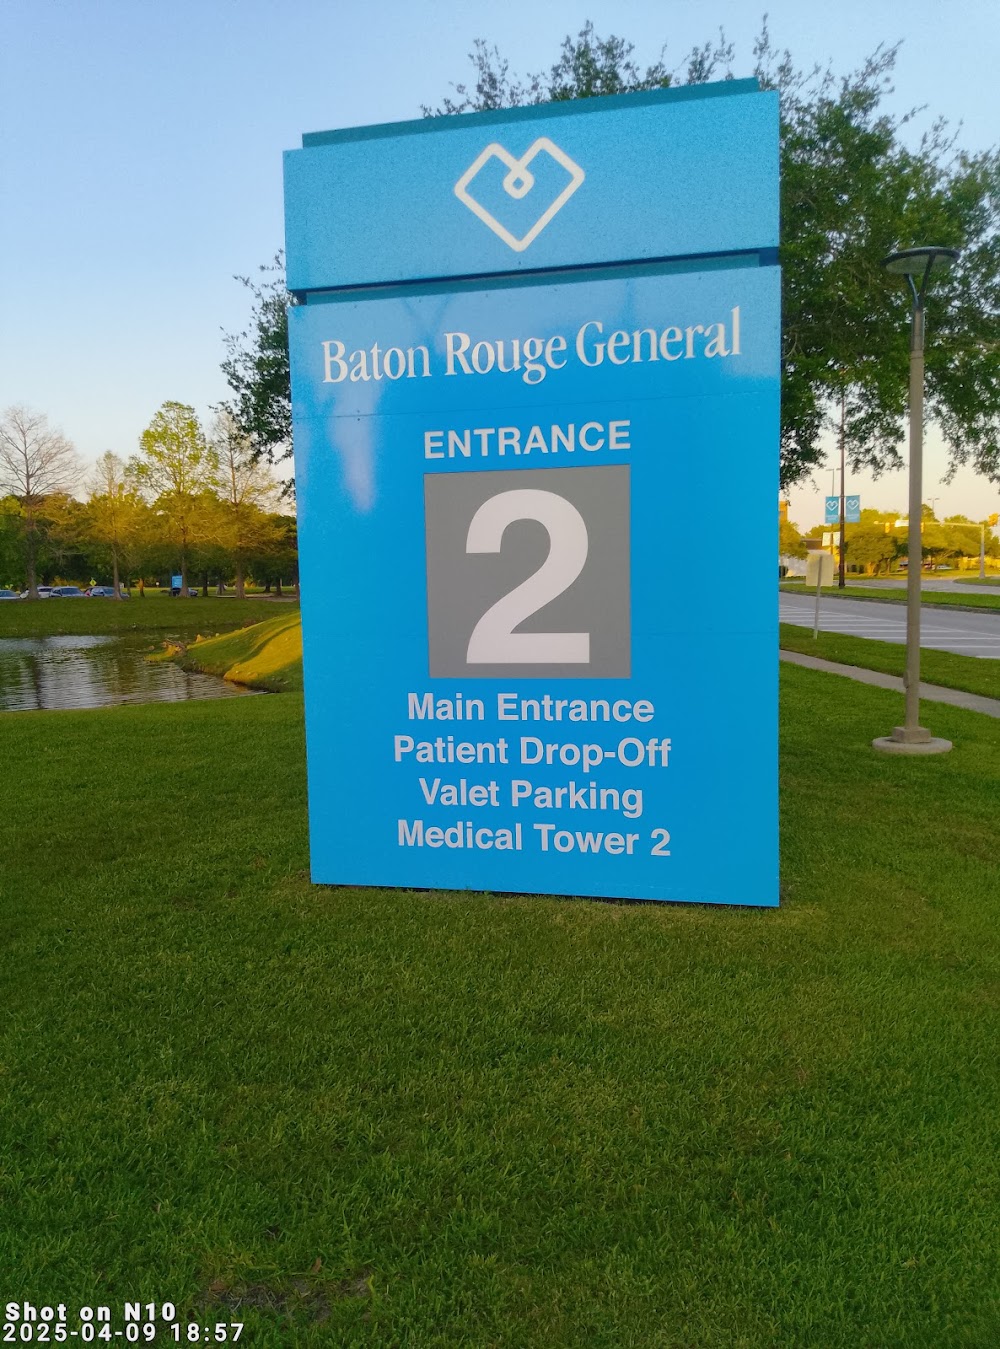 Baton Rouge General
ENTRANCE
2
Main Entrance
Patient Drop-Off
Valet Parking
Medical Tower 2
Shot on N10
2025-04-09 18:57